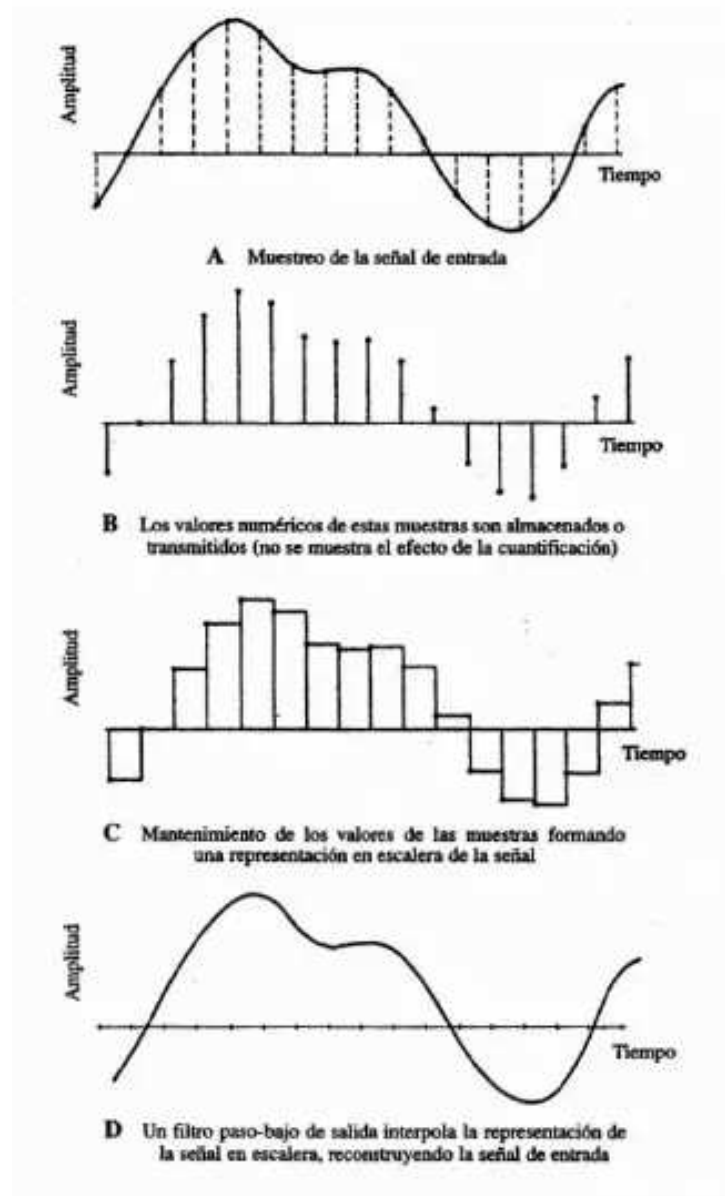 Amplitud
Tiempo
A Muestreo de la señal de entrada
Amplitud
Tiempo
B Los valores numéricos de estas muestras son almacenados o
transmitidos (no se muestra el efecto de la cuantificación)
Amplitud
Tiempo
C Mantenimiento de los valores de las muestras formando
una representación en escalera de la señal
Amplitud
Tiempo
D Un filtro paso-bajo de salida interpola la representación de
la señal en escalera, reconstruyendo la señal de entrada